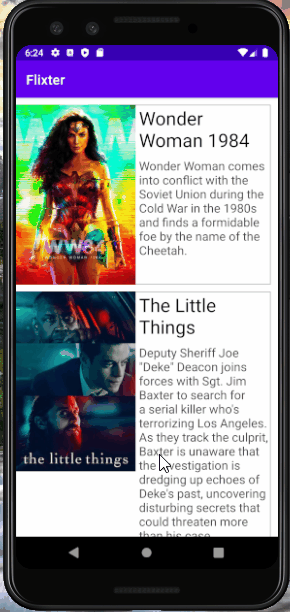 6:24
Flixter
Wonder
Woman 1984
Wonder Woman comes
into conflict with the
Soviet Union during the
Cold War in the 1980s
and finds a formidable
foe by the name of the
Cheetah.
WW84
WONDER WOMAN 1984
The Little
Things
Deputy Sheriff Joe
"Deke" Deacon joins
forces with Sgt. Jim
Baxter to search for
a serial killer who's
terrorizing Los Angeles.
As they track the culprit,
Baxter is unaware that
the investigation is
dredging up echoes of
Deke's past, uncovering
disturbing secrets that
could threaten more
than his case.
the little things